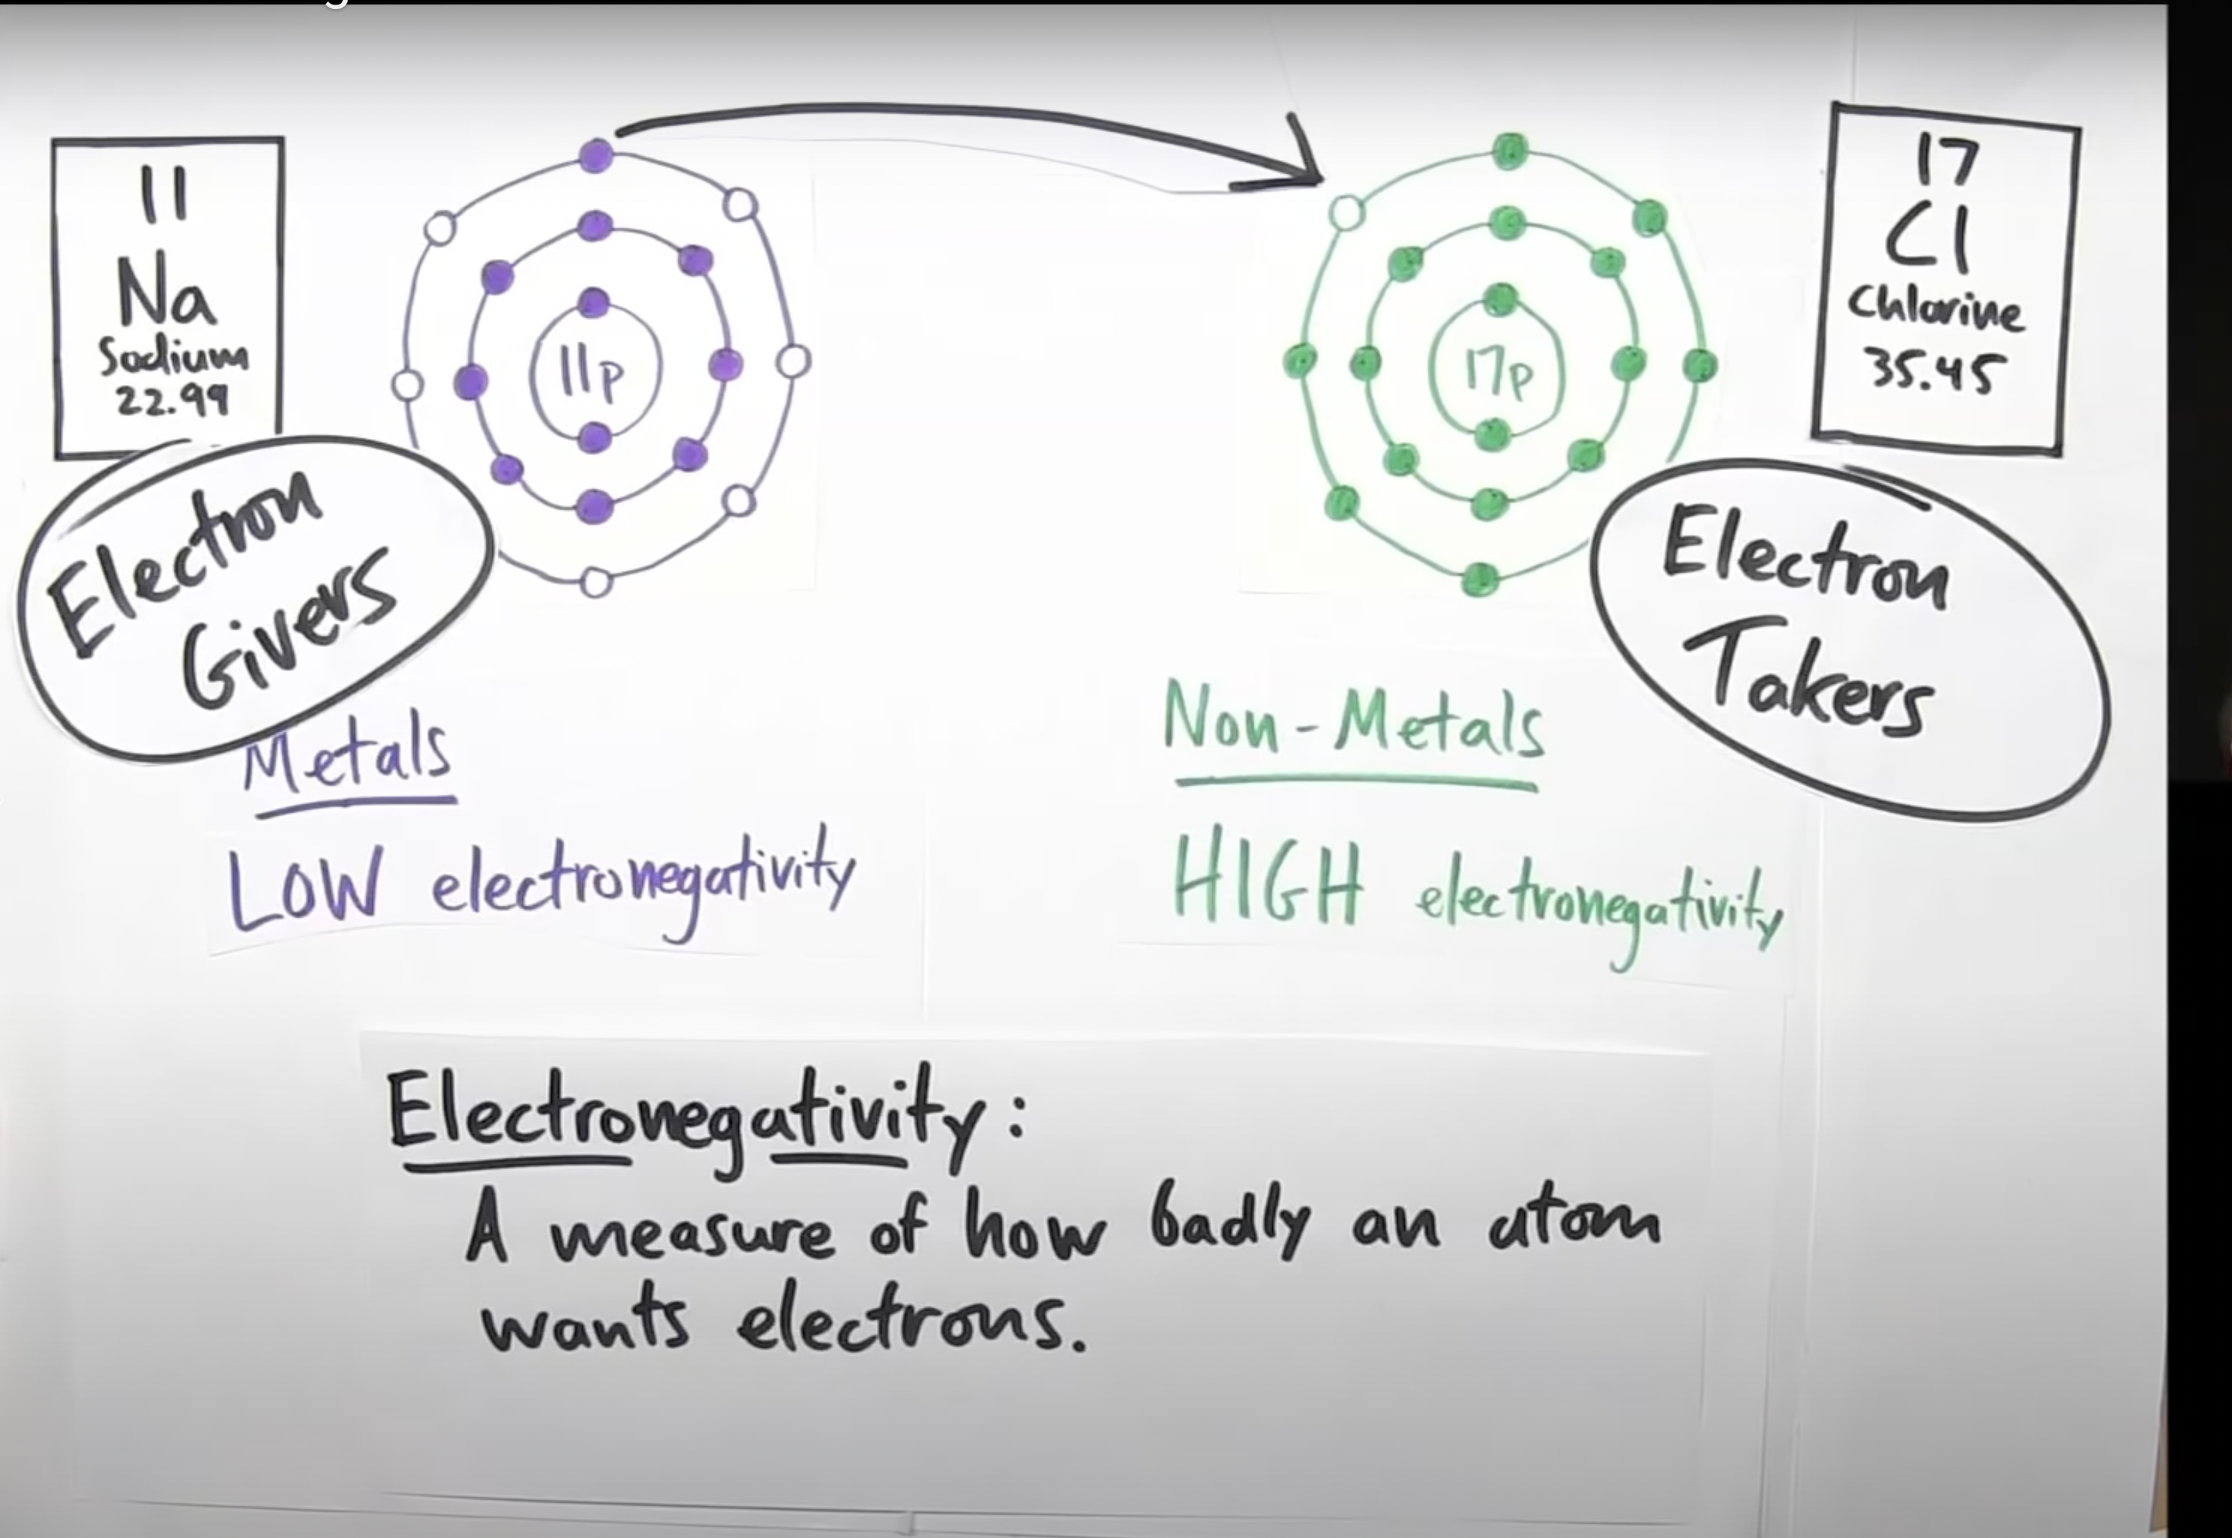 11
Na
Sodium
22.99
11p
17p
17
Cl
Chlorine
35.45
Electron
Givers
Electron
Takers
Metals
LOW electronegativity
Non-Metals
HIGH electronegativity
Electronegativity:
A measure of how badly an atom
wants electrons.